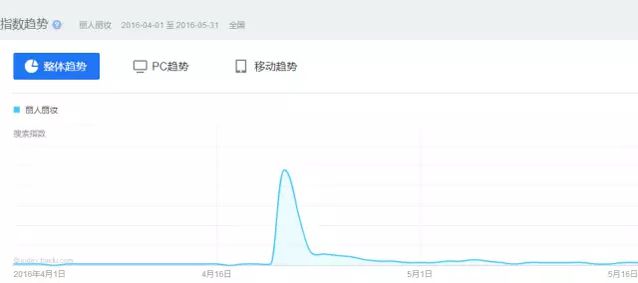 指数趋势 ? 丽人丽妆 2016-04-01 至 2016-05-31 全国
整体趋势 PC趋势 移动趋势
丽人丽妆
搜索指数
©index.baidu.com
2016年4月1日 4月16日 5月1日 5月16日